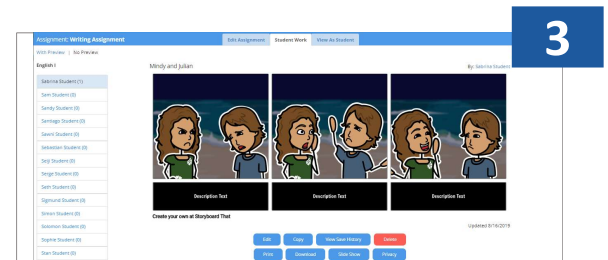 3
Assignment: Writing Assignment
Edit Assignment Student Work View As Student
With Preview | No Preview
English I
Mindy and Julian
By: Sabrina Student
Sabrina Student (1)
Sam Student (0)
Sandy Student (0)
Santiago Student (0)
Sebastian Student (0)
Seiji Student (0)
Serge Student (0)
Seth Student (0)
Sigmund Student (0)
Simon Student (0)
Solomon Student (0)
Sophie Student (0)
Stan Student (0)
Description Text Description Text Description Text
Create your own at Storyboard That
Updated 9/16/2019
Edit Copy View Save History Delete
Print Download Slide Show Privacy